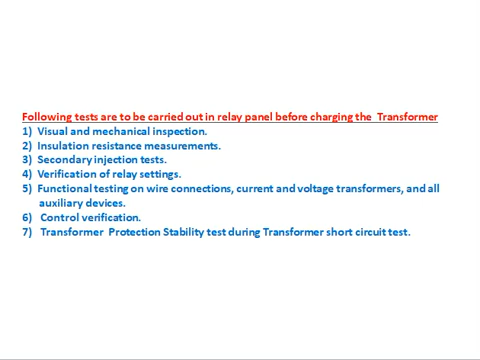 Following tests are to be carried out in relay panel before charging the  Transformer
1)  Visual and mechanical inspection.
2)  Insulation resistance measurements.
3)  Secondary injection tests.
4)  Verification of relay settings.
5)  Functional testing on wire connections, current and voltage transformers, and all
auxiliary devices.
6)   Control verification.
7)   Transformer  Protection Stability test during Transformer short circuit test.